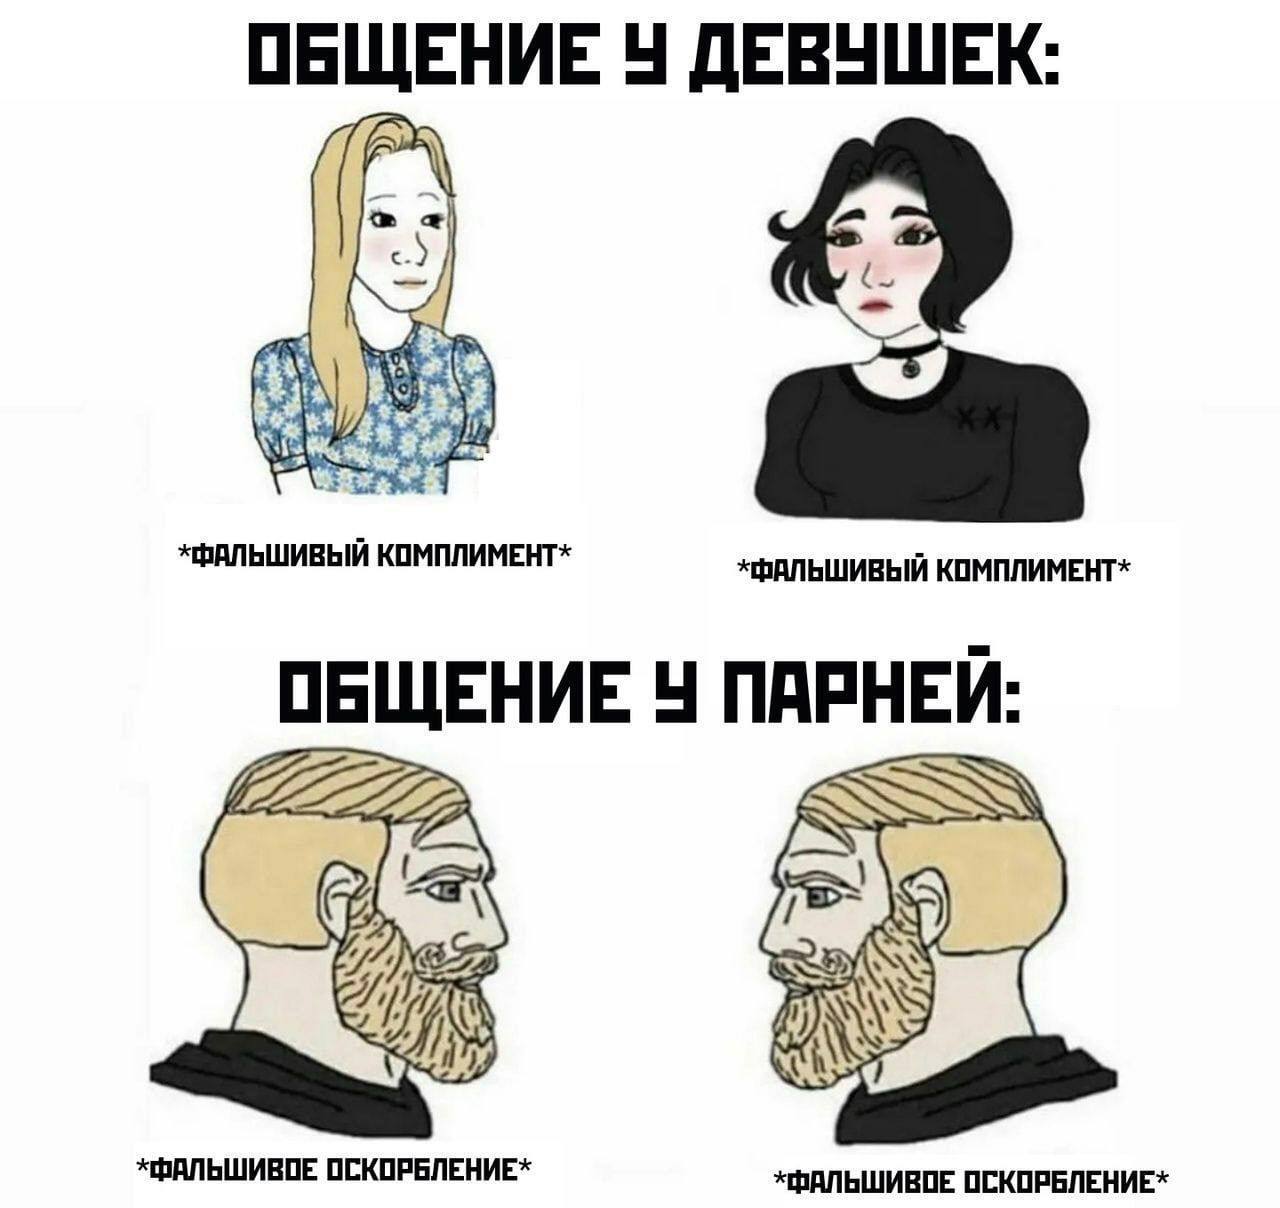 ОБЩЕНИЕ У ДЕВУШЕК:
*ФАЛЬШИВЫЙ КОМПЛИМЕНТ*
*ФАЛЬШИВЫЙ КОМПЛИМЕНТ*
ОБЩЕНИЕ У ПАРНЕЙ:
*ФАЛЬШИВОЕ ОСКОРБЛЕНИЕ*
*ФАЛЬШИВОЕ ОСКОРБЛЕНИЕ*